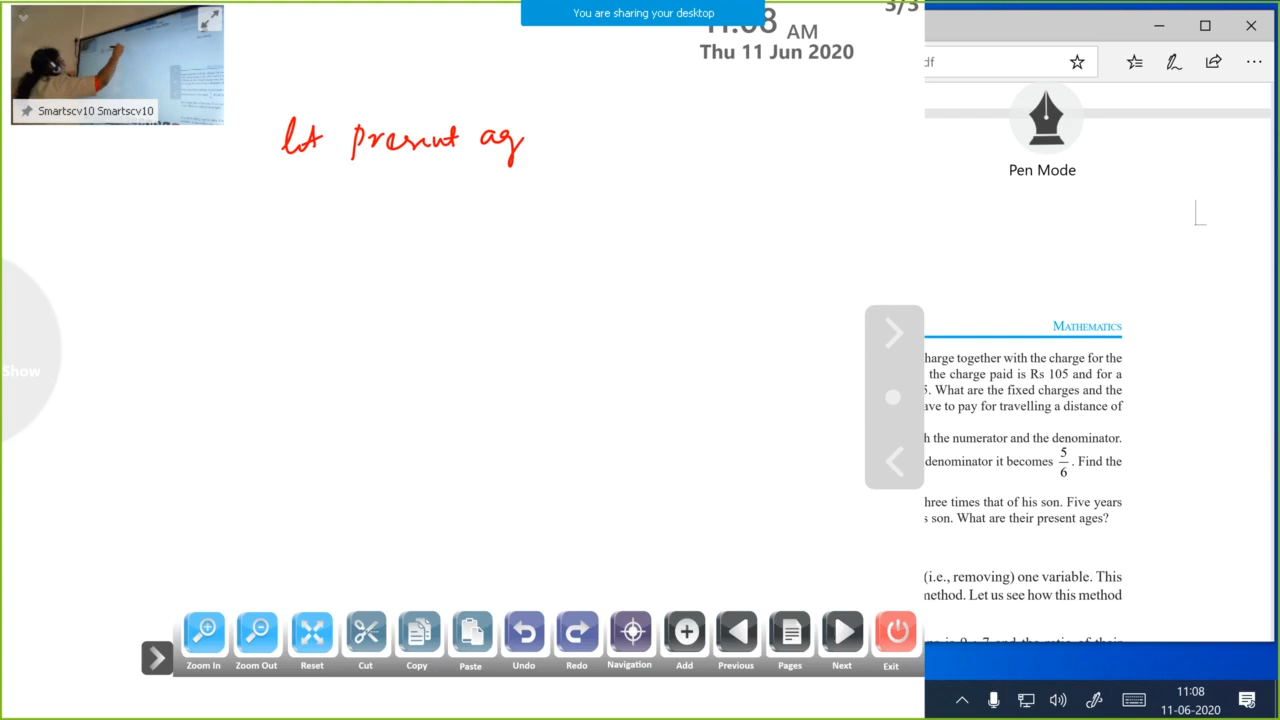 You are sharing your desktop
3/3
11:08 AM
Thu 11 Jun 2020
Smartscv10 Smartscv10
let present ag
df
Pen Mode
Show
MATHEMATICS
harge together with the charge for the
the charge paid is Rs 105 and for a
5. What are the fixed charges and the
ave to pay for travelling a distance of
h the numerator and the denominator.
denominator it becomes 5/6. Find the
hree times that of his son. Five years
s son. What are their present ages?
(i.e., removing) one variable. This
method. Let us see how this method
Zoom In Zoom Out Reset Cut Copy Paste Undo Redo Navigation Add Previous Pages Next Exit
11:08
11-06-2020